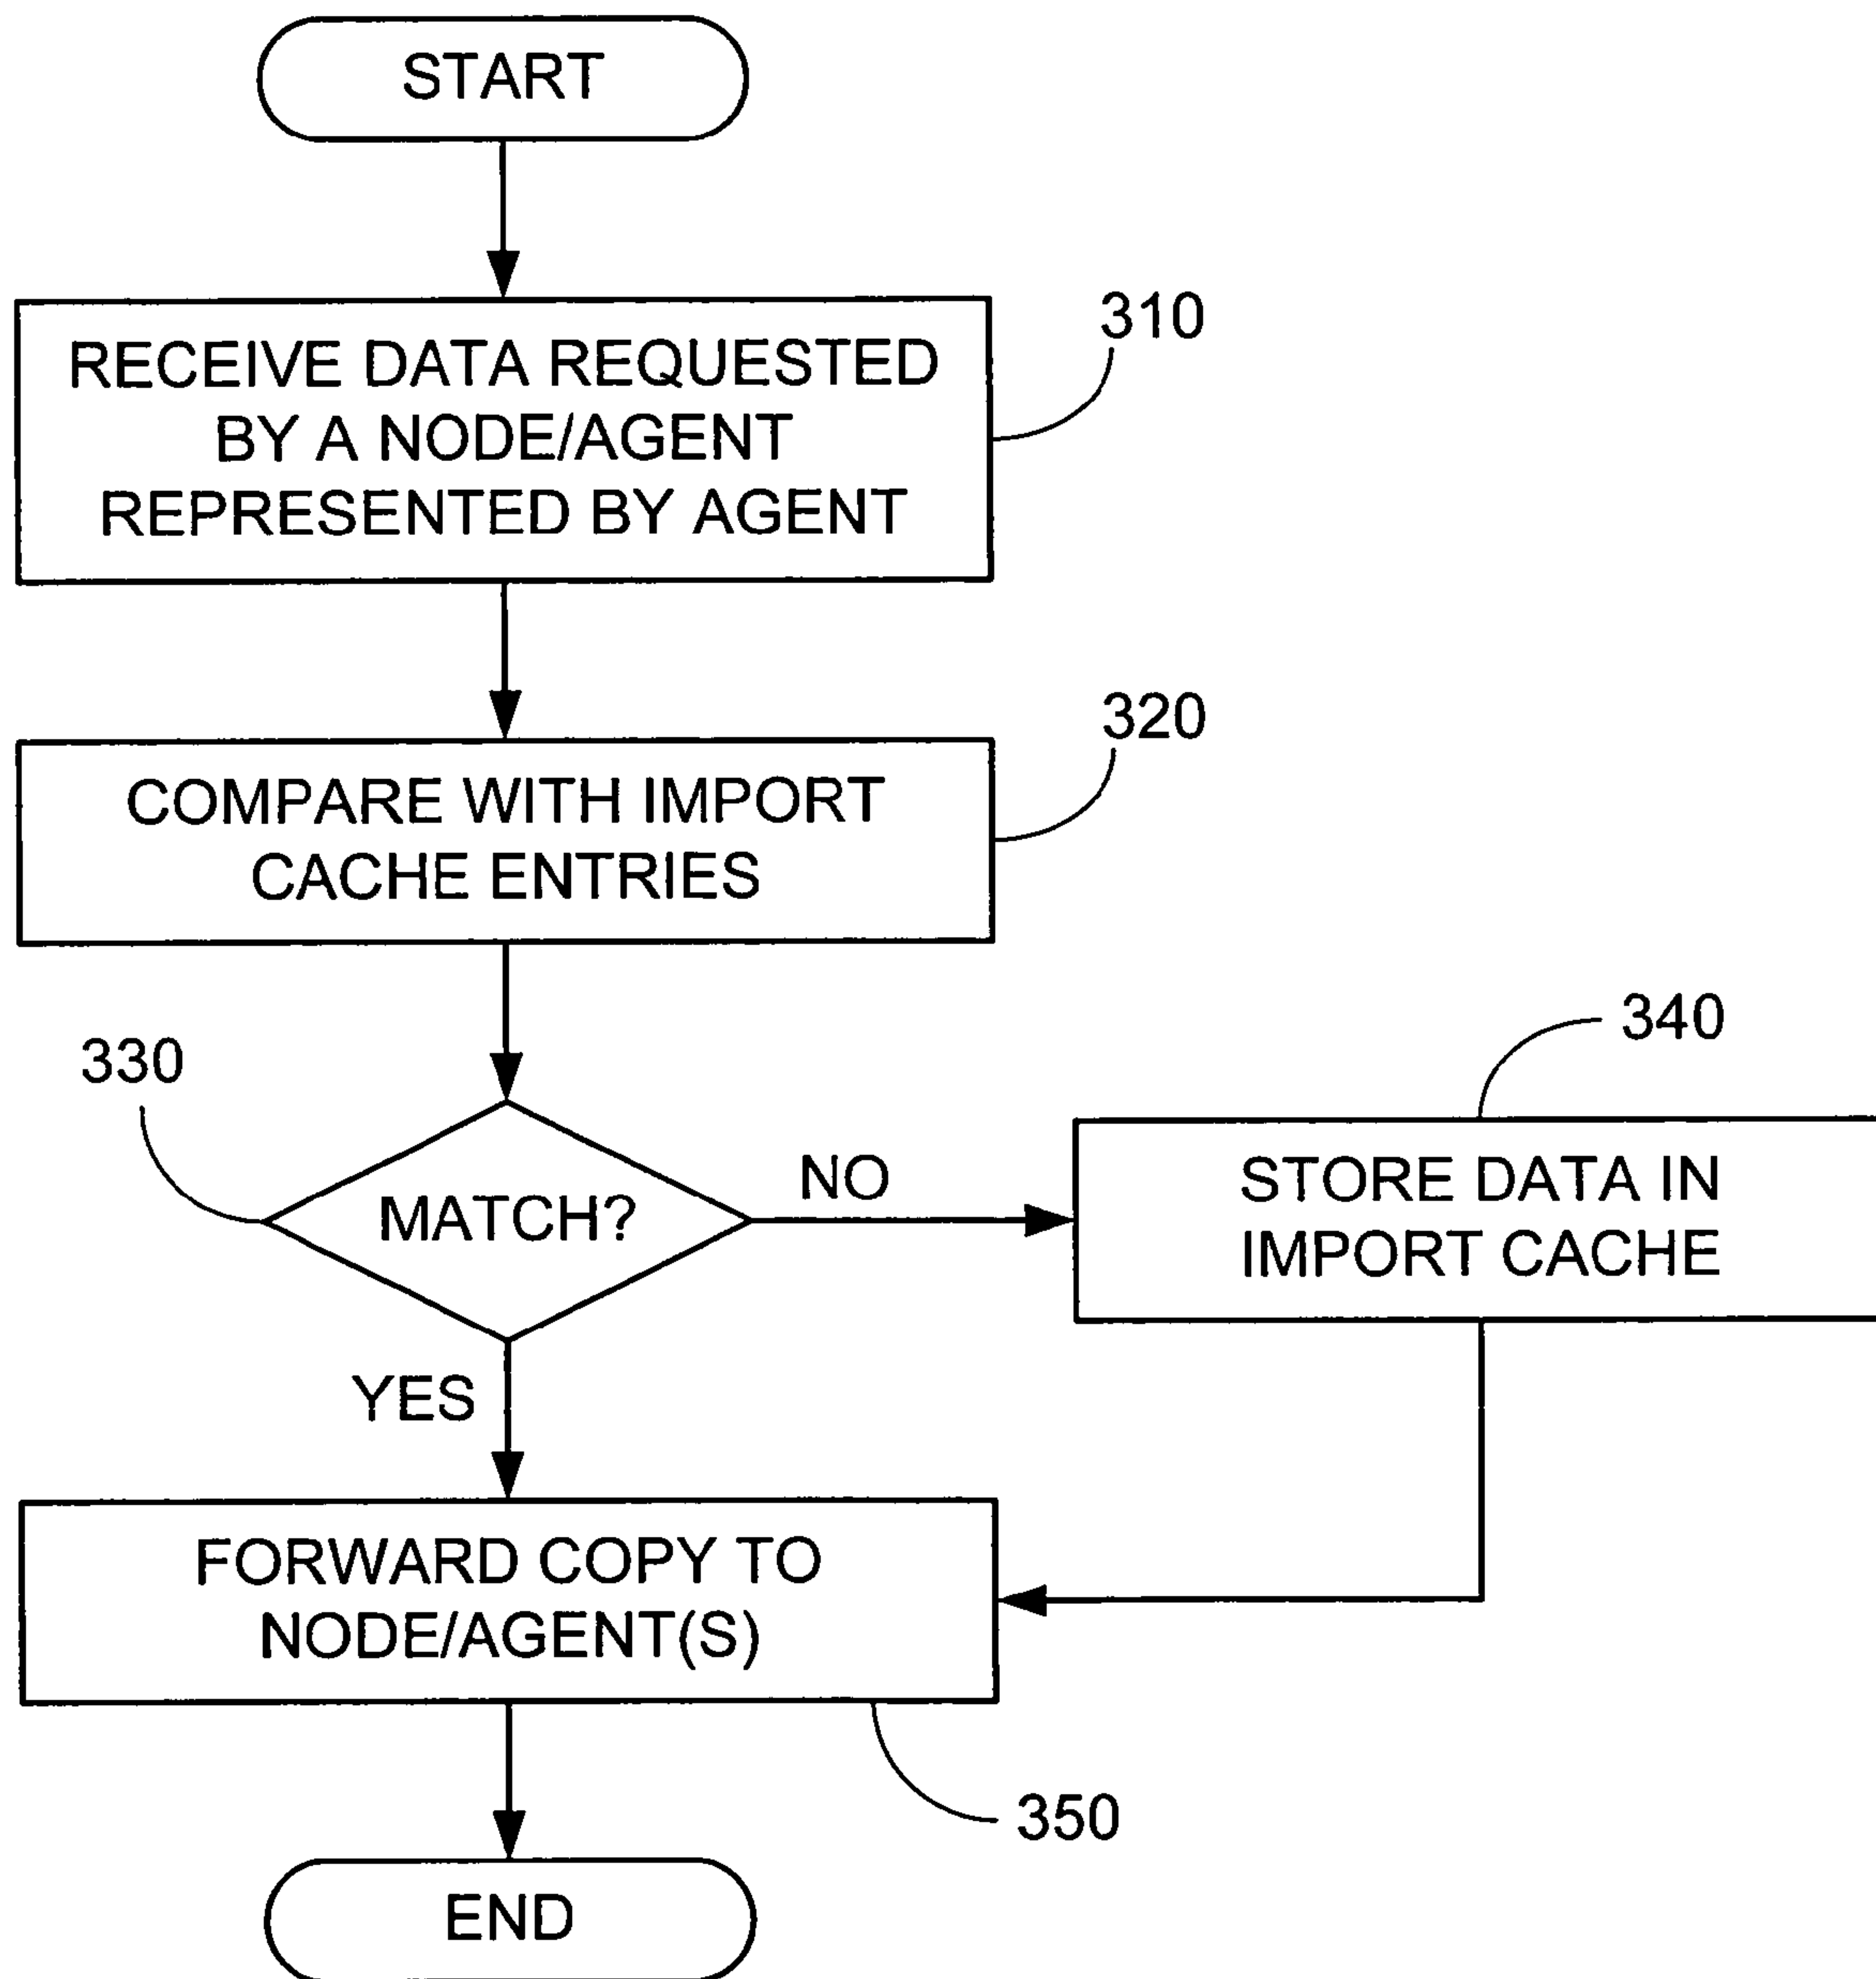 START
RECEIVE DATA REQUESTED
BY A NODE/AGENT
REPRESENTED BY AGENT
310
COMPARE WITH IMPORT
CACHE ENTRIES
320
330
MATCH?
NO
340
STORE DATA IN
IMPORT CACHE
YES
FORWARD COPY TO
NODE/AGENT(S)
350
END